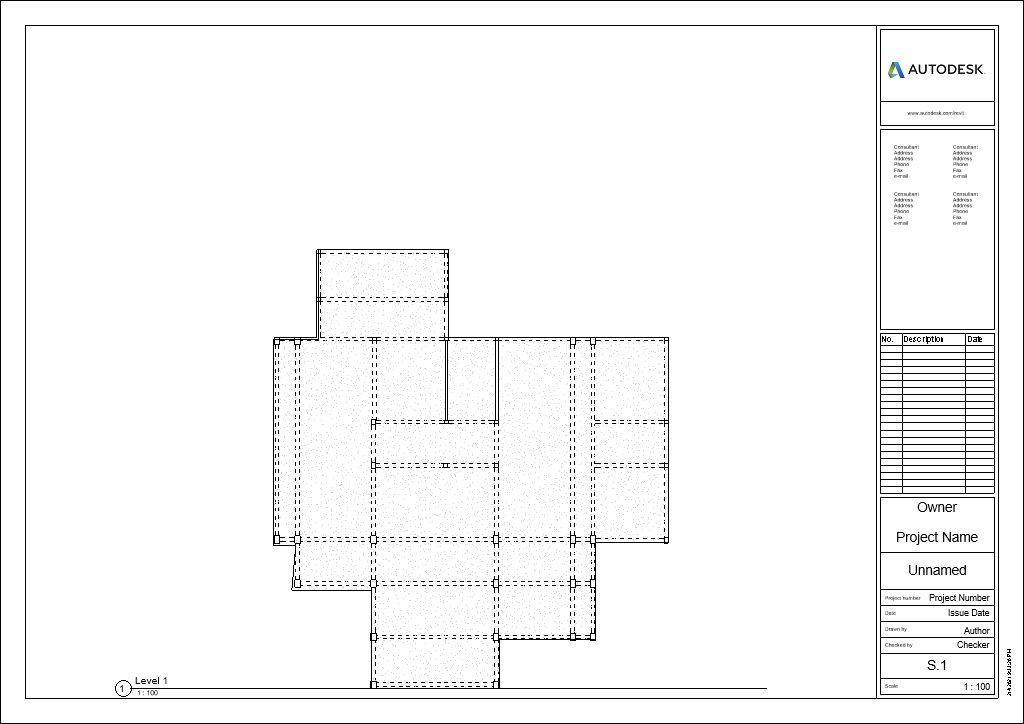 AUTODESK.
www.autodesk.com/revit
Consultant
Address
Address
Phone
Fax
e-mail
Consultant
Address
Address
Phone
Fax
e-mail
Consultant
Address
Address
Phone
Fax
e-mail
Consultant
Address
Address
Phone
Fax
e-mail
No. Description Date
Owner
Project Name
Unnamed
Project number Project Number
Date Issue Date
Drawn by Author
Checked by Checker
S.1
Scale 1 : 100
1 Level 1
1 : 100